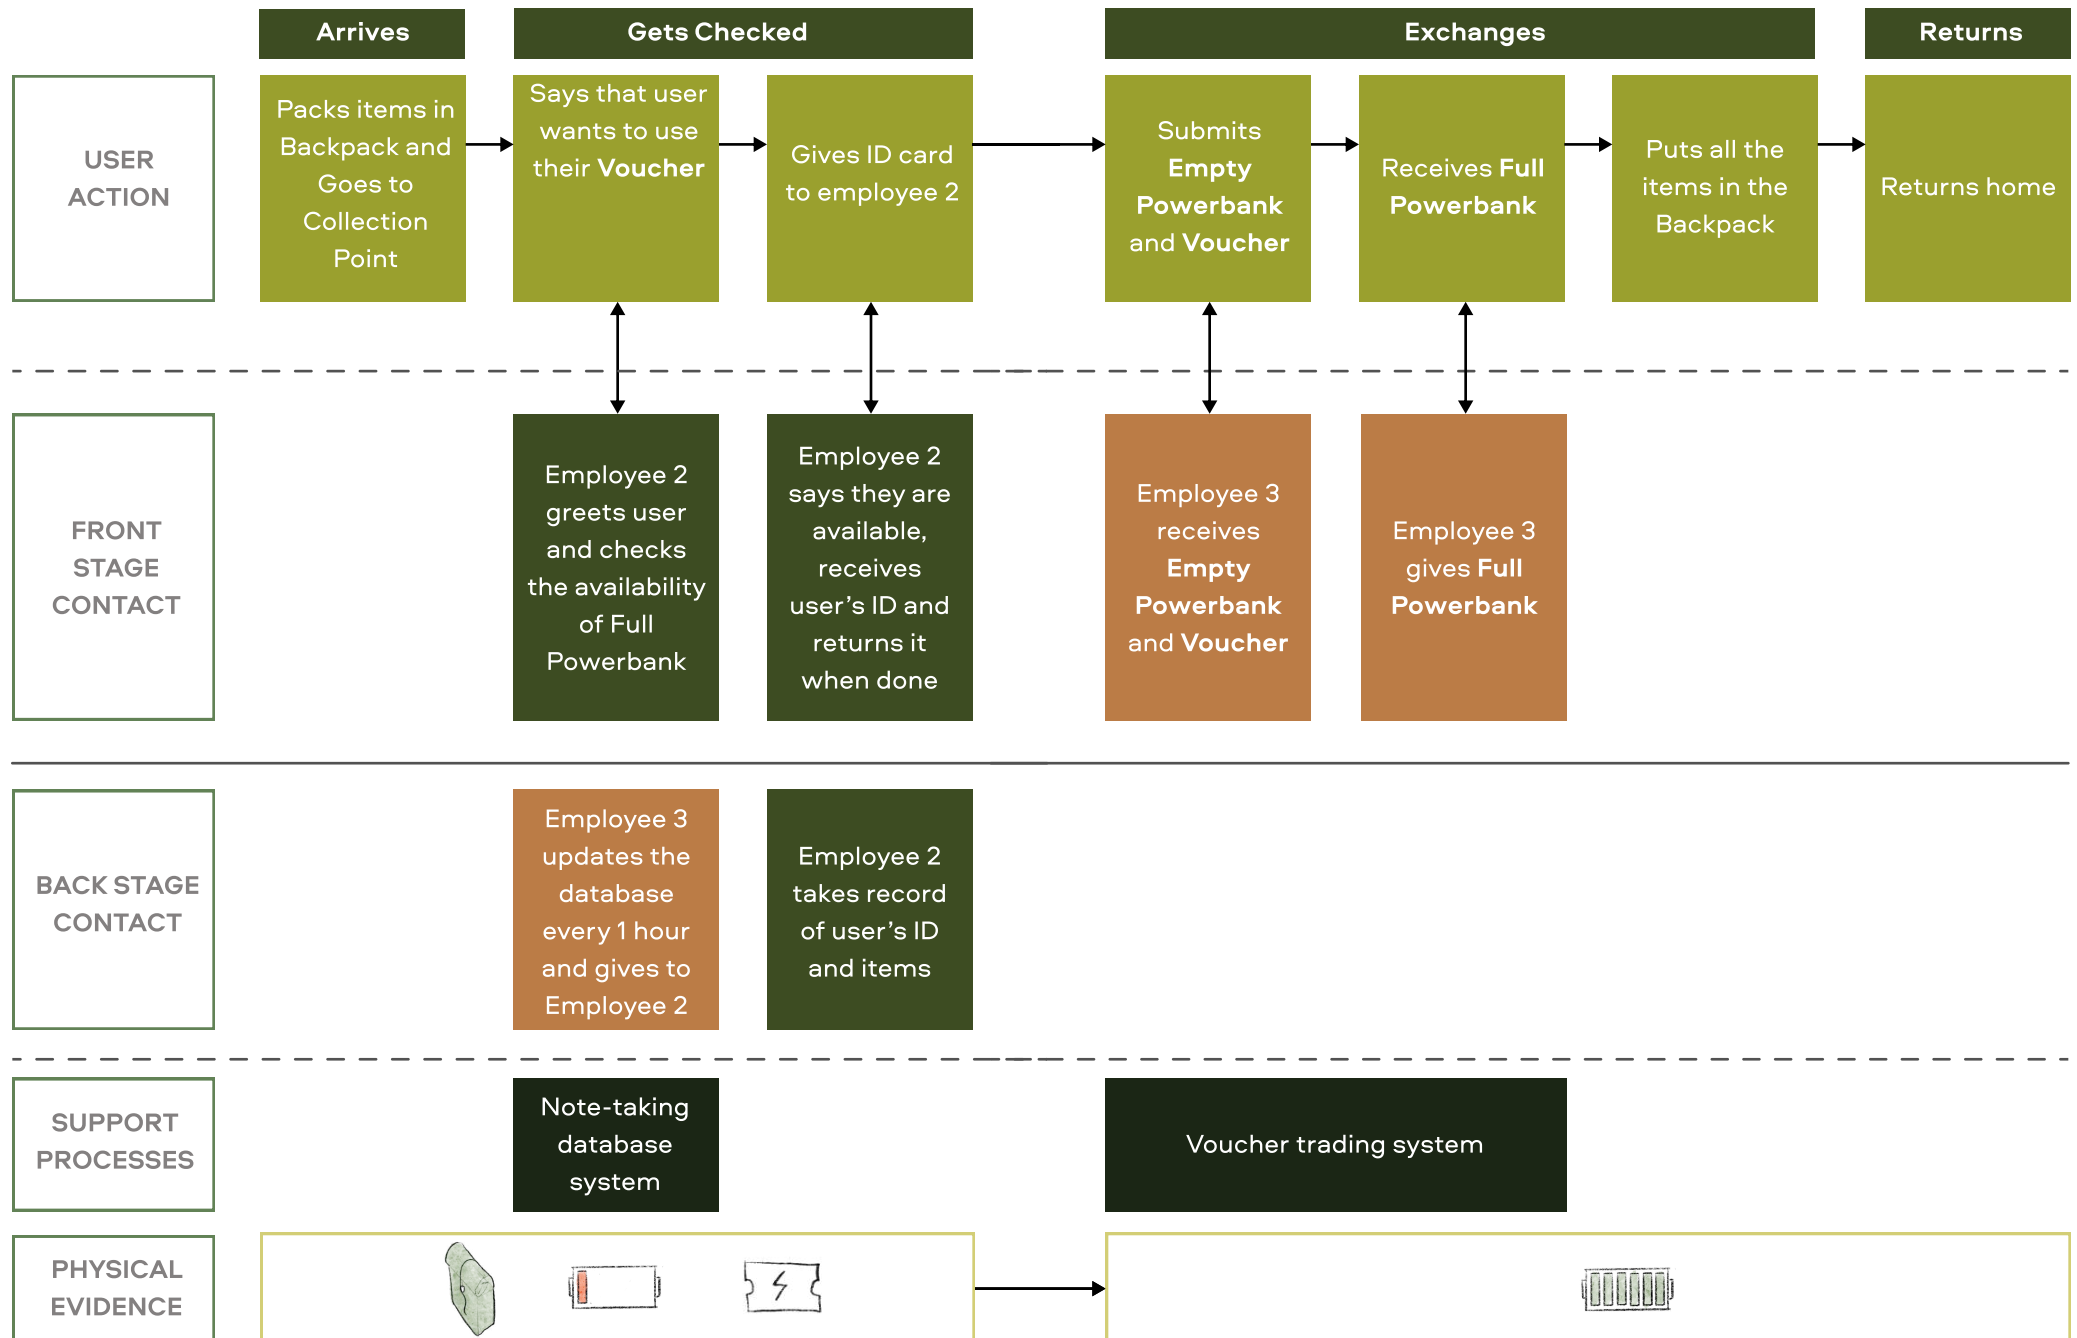 Arrives
Gets Checked
Exchanges
Returns
USER
ACTION
Packs items in
Backpack and
Goes to
Collection
Point
Says that user
wants to use
their Voucher
Gives ID card
to employee 2
Submits
Empty
Powerbank
and Voucher
Receives Full
Powerbank
Puts all the
items in the
Backpack
Returns home
FRONT
STAGE
CONTACT
Employee 2
greets user
and checks
the availability
of Full
Powerbank
Employee 2
says they are
available,
receives
user’s ID and
returns it
when done
Employee 3
receives
Empty
Powerbank
and Voucher
Employee 3
gives Full
Powerbank
BACK STAGE
CONTACT
Employee 3
updates the
database
every 1 hour
and gives to
Employee 2
Employee 2
takes record
of user’s ID
and items
SUPPORT
PROCESSES
Note-taking
database
system
Voucher trading system
PHYSICAL
EVIDENCE